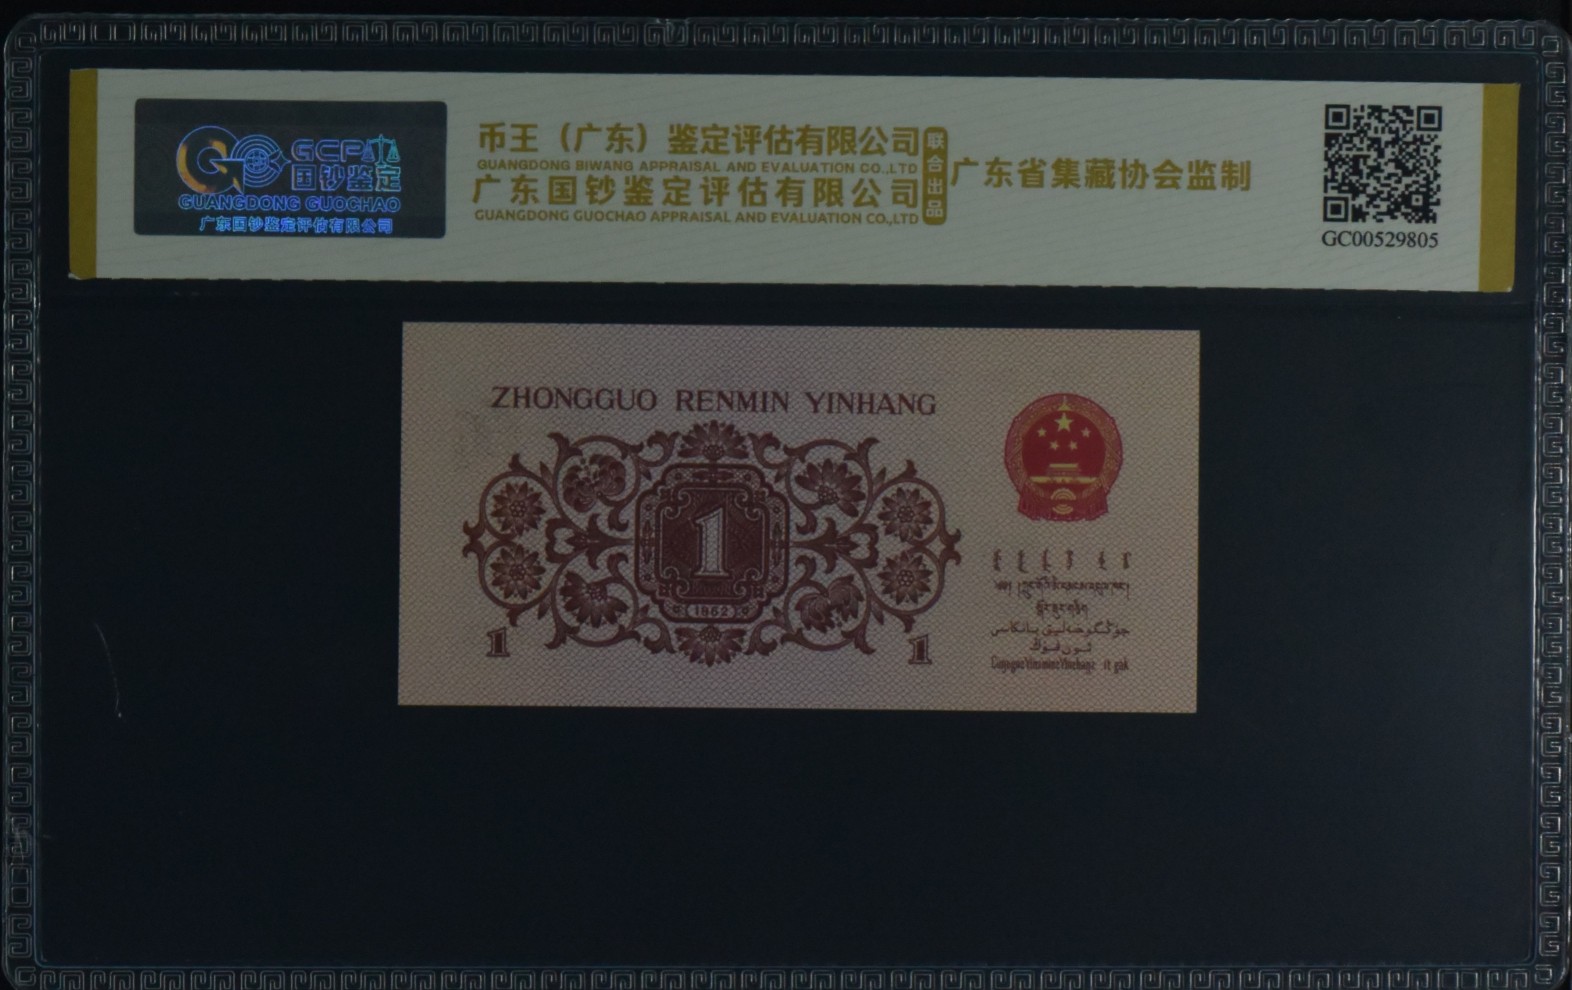 GCPA
国钞鉴定
GUANGDONG GUOCHAO
广东国钞鉴定评估有限公司
币王（广东）鉴定评估有限公司
GUANGDONG BIWANG APPRAISAL AND EVALUATION CO.,LTD
广东国钞鉴定评估有限公司
GUANGDONG GUOCHAO APPRAISAL AND EVALUATION CO,.LTD
联合出品
广东省集藏协会监制
GC00529805
ZHONGGUO RENMIN YINHANG
1
1962
1
1